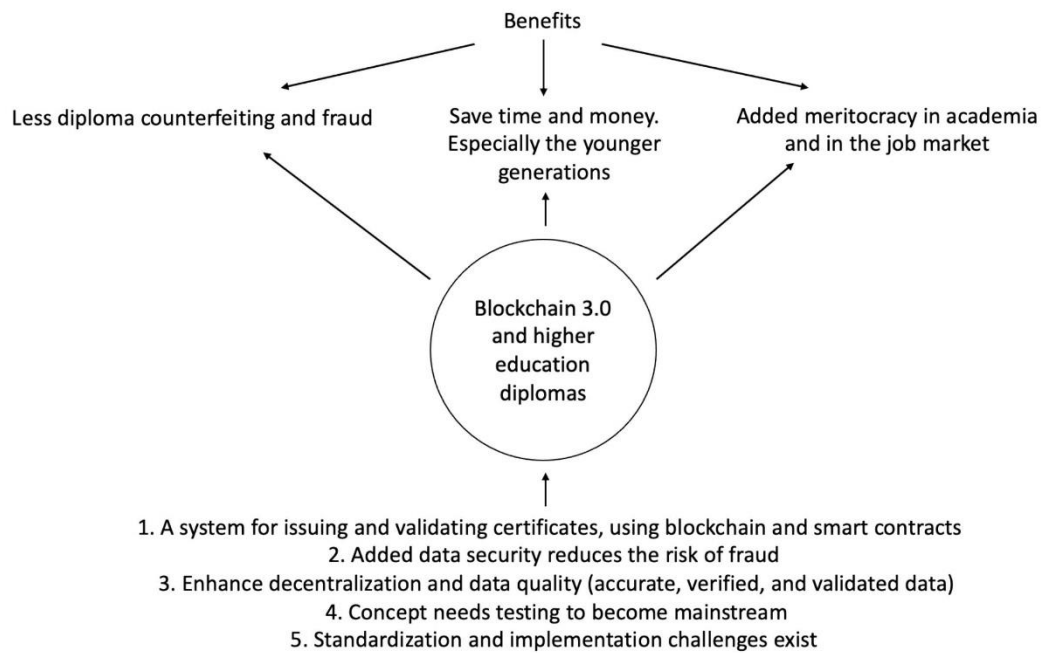 Benefits
Less diploma counterfeiting and fraud
Save time and money.
Especially the younger
generations
Added meritocracy in academia
and in the job market
Blockchain 3.0
and higher
education
diplomas
1. A system for issuing and validating certificates, using blockchain and smart contracts
2. Added data security reduces the risk of fraud
3. Enhance decentralization and data quality (accurate, verified, and validated data)
4. Concept needs testing to become mainstream
5. Standardization and implementation challenges exist